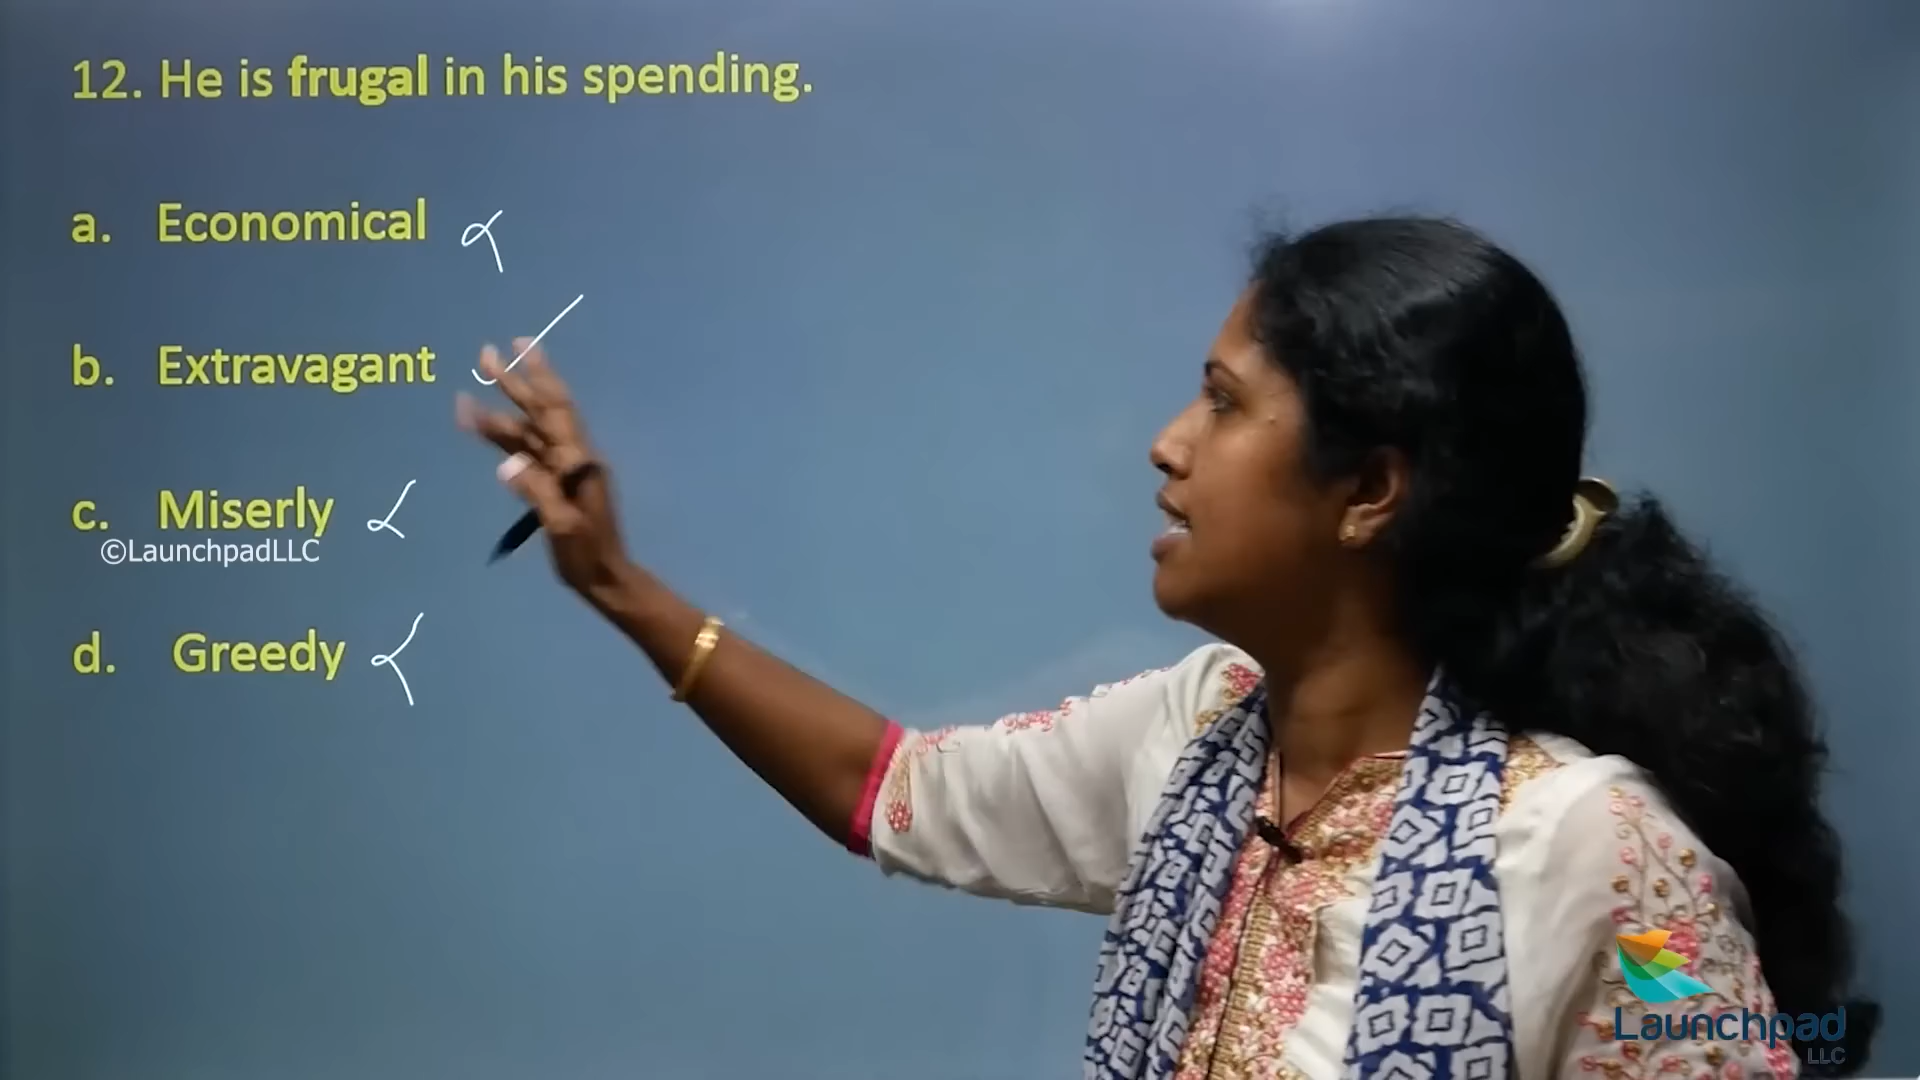 12. He is frugal in his spending.
a. Economical
b. Extravagant
c. Miserly
©LaunchpadLLC
d. Greedy
Launchpad
LLC